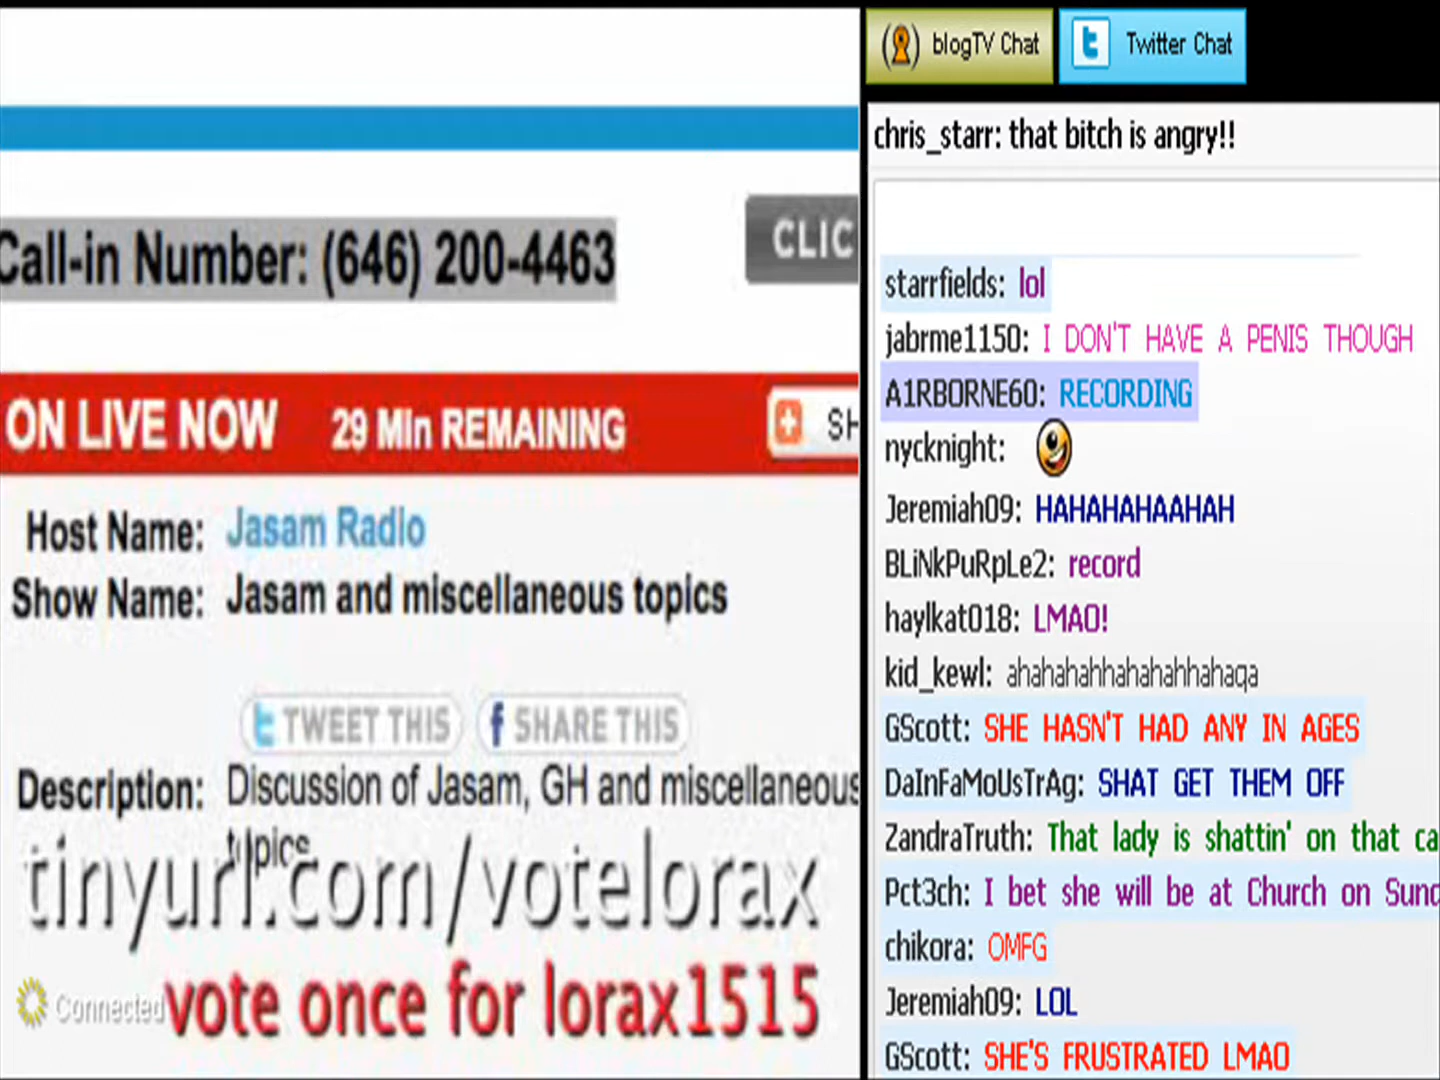 Call-in Number: (646) 200-4463
CLIC
ON LIVE NOW 29 Min REMAINING
SH
Host Name: Jasam Radio
Show Name: Jasam and miscellaneous topics
TWEET THIS
SHARE THIS
Description: Discussion of Jasam, GH and miscellaneous
topics
tinyurl.com/votelorax
Connected
vote once for lorax1515
blogTV Chat
Twitter Chat
chris_starr: that bitch is angry!!
starrfields: lol
jabrme1150: I DON'T HAVE A PENIS THOUGH
A1RBORNE60: RECORDING
nycknight:
Jeremiah09: HAHAHAHAAHAH
BLiNkPuRpLe2: record
haylkat018: LMAO!
kid_kewl: ahahahahhahahahhahaqa
GScott: SHE HASN'T HAD ANY IN AGES
DaInFaMoUsTrAg: SHAT GET THEM OFF
ZandraTruth: That lady is shattin' on that ca
Pct3ch: I bet she will be at Church on Sund
chikora: OMFG
Jeremiah09: LOL
GScott: SHE'S FRUSTRATED LMAO